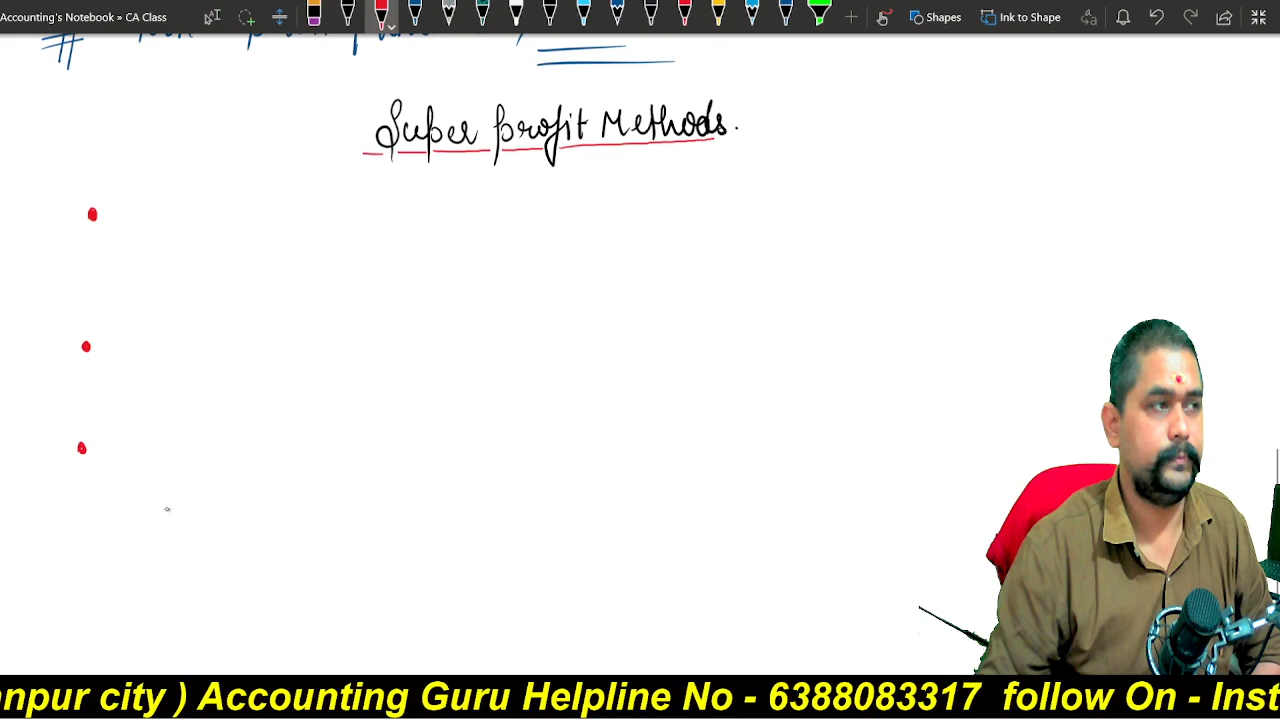 Accounting's Notebook » CA Class
Shapes
Ink to Shape
#
Super profit Methods.
anpur city ) Accounting Guru Helpline No - 6388083317 follow On - Inst